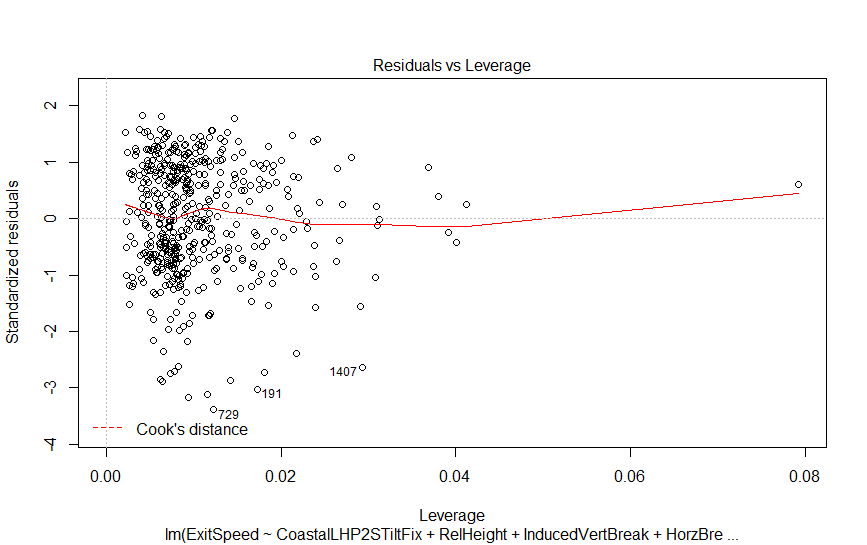 Residuals vs Leverage
Standardized residuals
2
1
0
-1
-2
-3
-4
1407
191
729
Cook's distance
0.00 0.02 0.04 0.06 0.08
Leverage
lm(ExitSpeed ~ CoastalLHP2STiltFix + RelHeight + InducedVertBreak + HorzBre ...